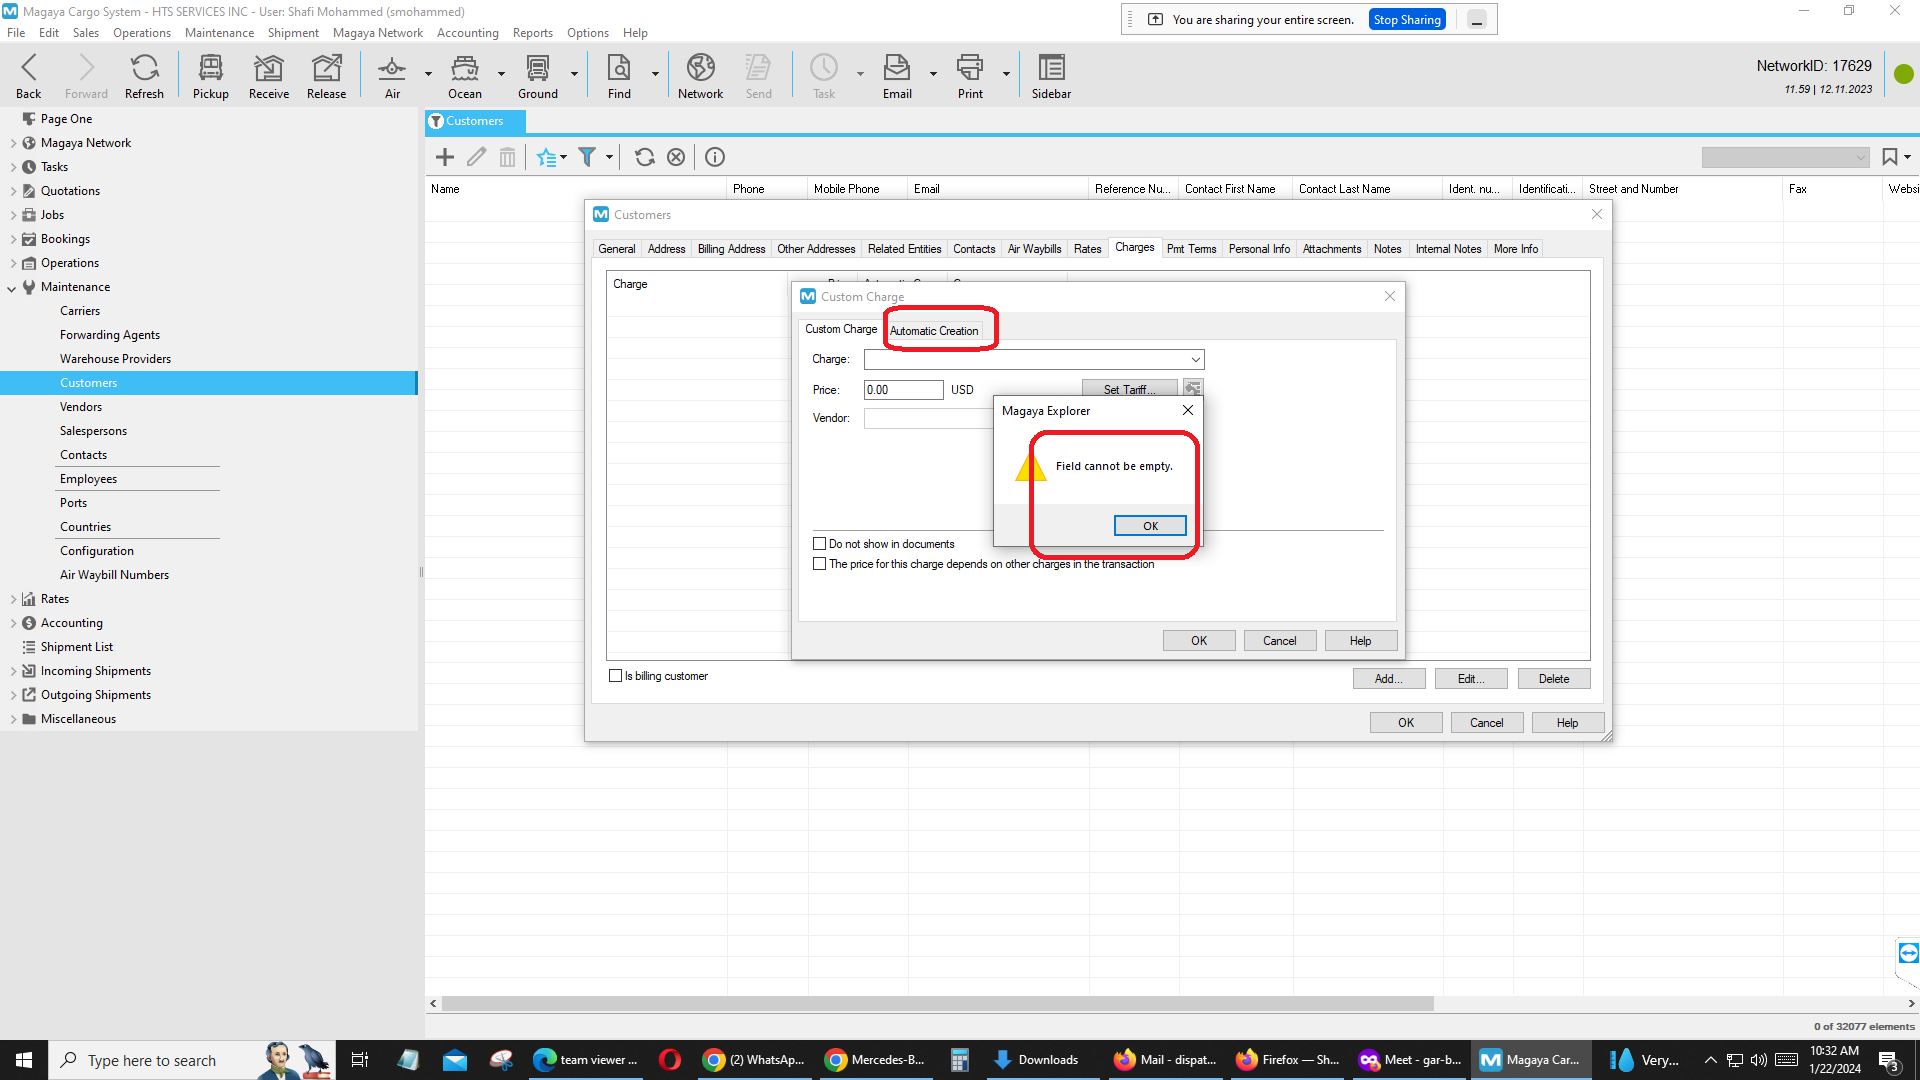 Magaya Cargo System - HTS SERVICES INC - User: Shafi Mohammed (smohammed)
You are sharing your entire screen.
Stop Sharing
File Edit Sales Operations Maintenance Shipment Magaya Network Accounting Reports Options Help
Back Forward Refresh Pickup Receive Release Air Ocean Ground Find Network Send Task Email Print Sidebar
NetworkID: 17629
11.59 | 12.11.2023
Page One
Magaya Network
Tasks
Quotations
Jobs
Bookings
Operations
Maintenance
Carriers
Forwarding Agents
Warehouse Providers
Customers
Vendors
Salespersons
Contacts
Employees
Ports
Countries
Configuration
Air Waybill Numbers
Rates
Accounting
Shipment List
Incoming Shipments
Outgoing Shipments
Miscellaneous
Customers
Name Phone Mobile Phone Email Reference Nu... Contact First Name Contact Last Name Ident. nu... Identificati... Street and Number Fax Websi
Customers
General Address Billing Address Other Addresses Related Entities Contacts Air Waybills Rates Charges Pmt Terms Personal Info Attachments Notes Internal Notes More Info
Charge
Custom Charge
Custom Charge Automatic Creation
Charge:
Price: 0.00 USD Set Tariff...
Vendor:
Magaya Explorer
Field cannot be empty.
OK
Do not show in documents
The price for this charge depends on other charges in the transaction
OK Cancel Help
Is billing customer
Add... Edit... Delete
OK Cancel Help
0 of 32077 elements
Type here to search
team viewer ...
(2) WhatsAp...
Mercedes-B...
Downloads
Mail - dispat...
Firefox — Sh...
Meet - gar-b...
Magaya Car...
Very...
10:32 AM
1/22/2024
3